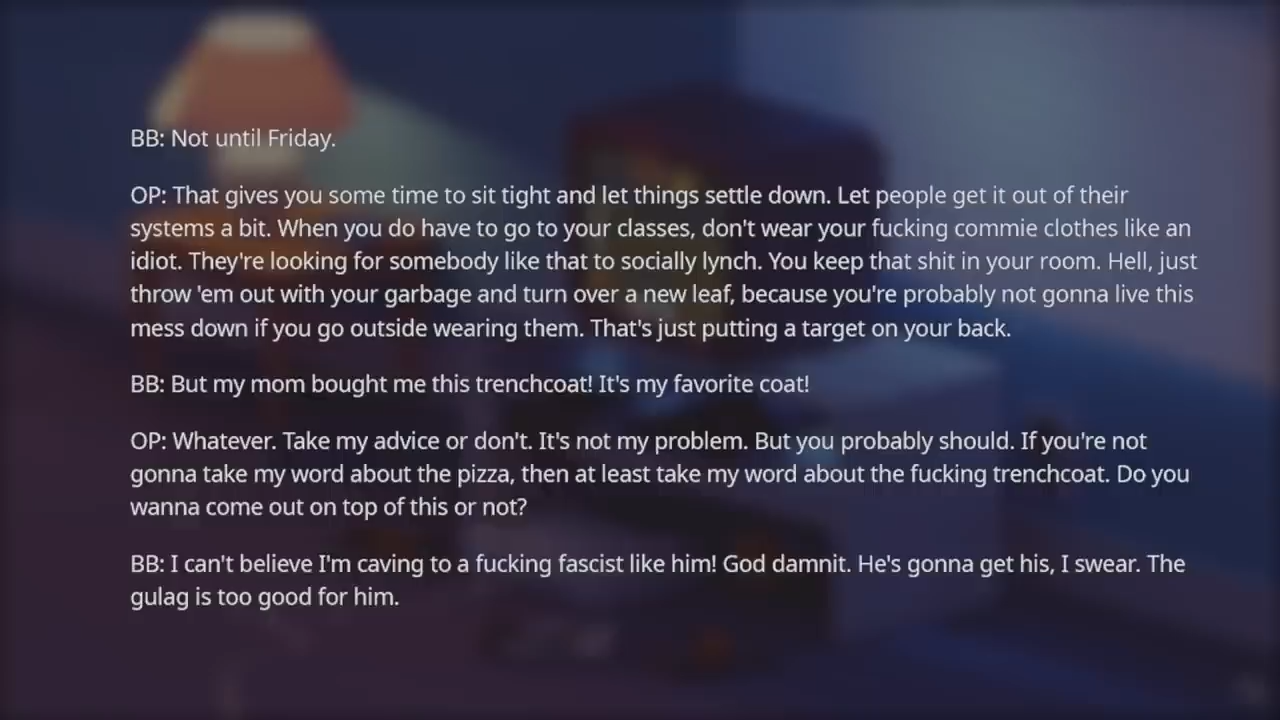 BB: Not until Friday.
OP: That gives you some time to sit tight and let things settle down. Let people get it out of their
systems a bit. When you do have to go to your classes, don't wear your fucking commie clothes like an
idiot. They're looking for somebody like that to socially lynch. You keep that shit in your room. Hell, just
throw 'em out with your garbage and turn over a new leaf, because you're probably not gonna live this
mess down if you go outside wearing them. That's just putting a target on your back.
BB: But my mom bought me this trenchcoat! It's my favorite coat!
OP: Whatever. Take my advice or don't. It's not my problem. But you probably should. If you're not
gonna take my word about the pizza, then at least take my word about the fucking trenchcoat. Do you
wanna come out on top of this or not?
BB: I can't believe I'm caving to a fucking fascist like him! God damnit. He's gonna get his, I swear. The
gulag is too good for him.